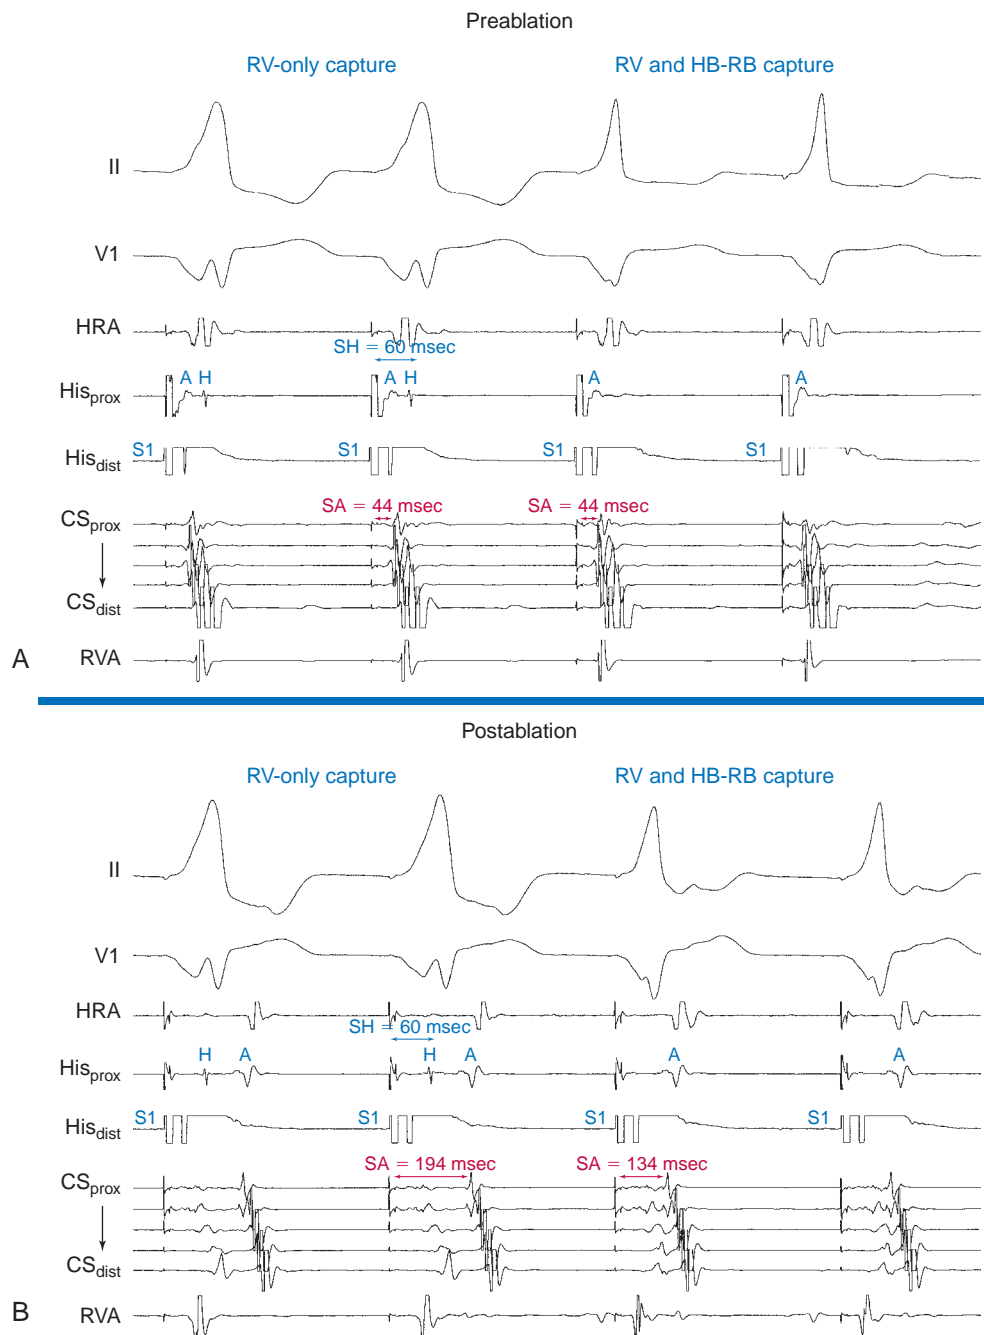 Preablation
RV-only capture RV and HB-RB capture
II
V1
HRA
SH = 60 msec
A H A H A A
Hisprox
S1 S1 S1 S1
Hisdist
SA = 44 msec SA = 44 msec
CSprox
CSdist
A RVA
Postablation
RV-only capture RV and HB-RB capture
II
V1
HRA
SH = 60 msec
H A H A A A
Hisprox
S1 S1 S1 S1
Hisdist
SA = 194 msec SA = 134 msec
CSprox
CSdist
B RVA